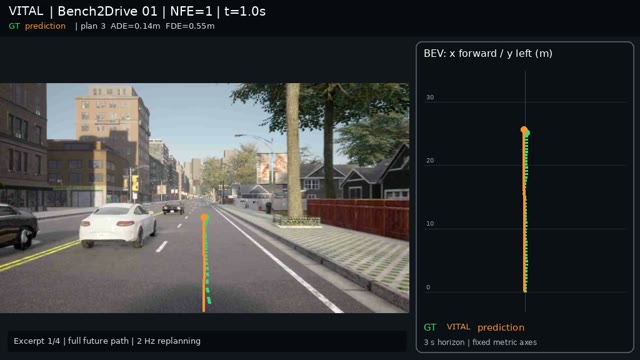 VITAL | Bench2Drive 01 | NFE=1 | t=1.0s
GT prediction | plan 3 ADE=0.14m FDE=0.55m
BEV: x forward / y left (m)
30
20
10
0
GT VITAL prediction
3 s horizon | fixed metric axes
Excerpt 1/4 | full future path | 2 Hz replanning